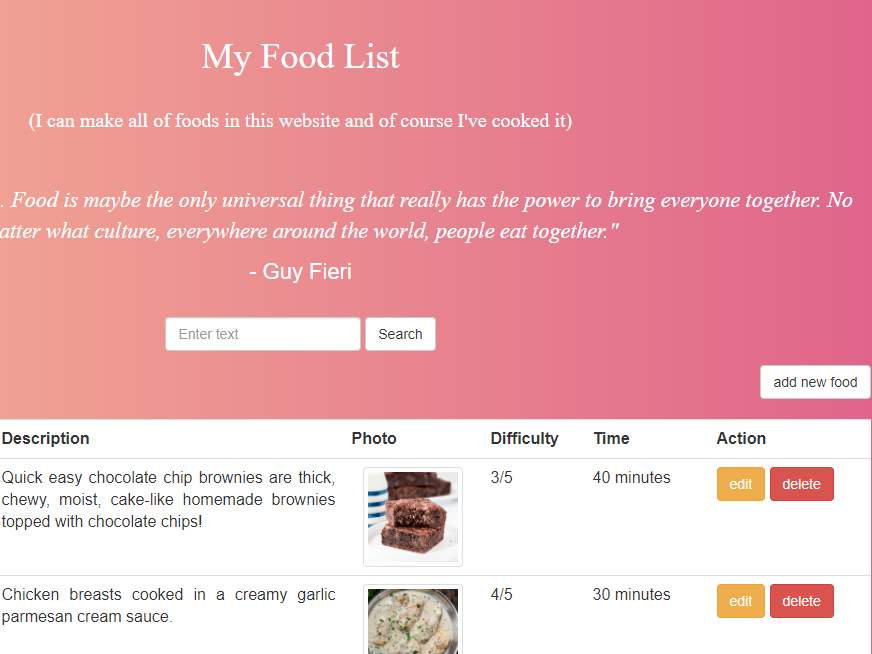 My Food List
(I can make all of foods in this website and of course I've cooked it)
. Food is maybe the only universal thing that really has the power to bring everyone together. No
atter what culture, everywhere around the world, people eat together."
- Guy Fieri
Enter text Search
add new food
Description Photo Difficulty Time Action
Quick easy chocolate chip brownies are thick, 3/5 40 minutes edit delete
chewy, moist, cake-like homemade brownies
topped with chocolate chips!
Chicken breasts cooked in a creamy garlic 4/5 30 minutes edit delete
parmesan cream sauce.